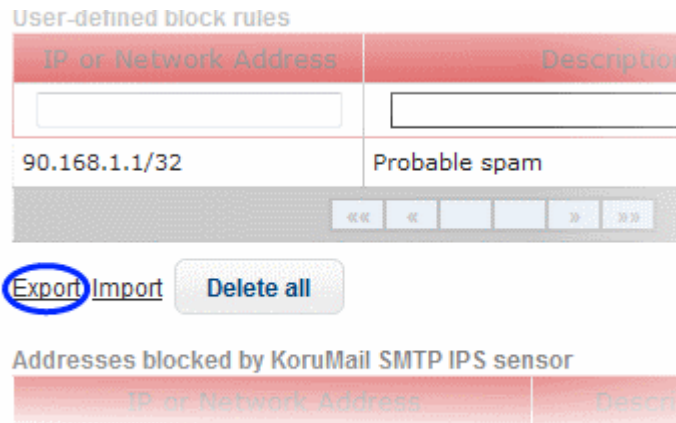 User-defined block rules
IP or Network Address Description
90.168.1.1/32 Probable spam
«« « » »»
Export Import Delete all
Addresses blocked by KoruMail SMTP IPS sensor
IP or Network Address Descr